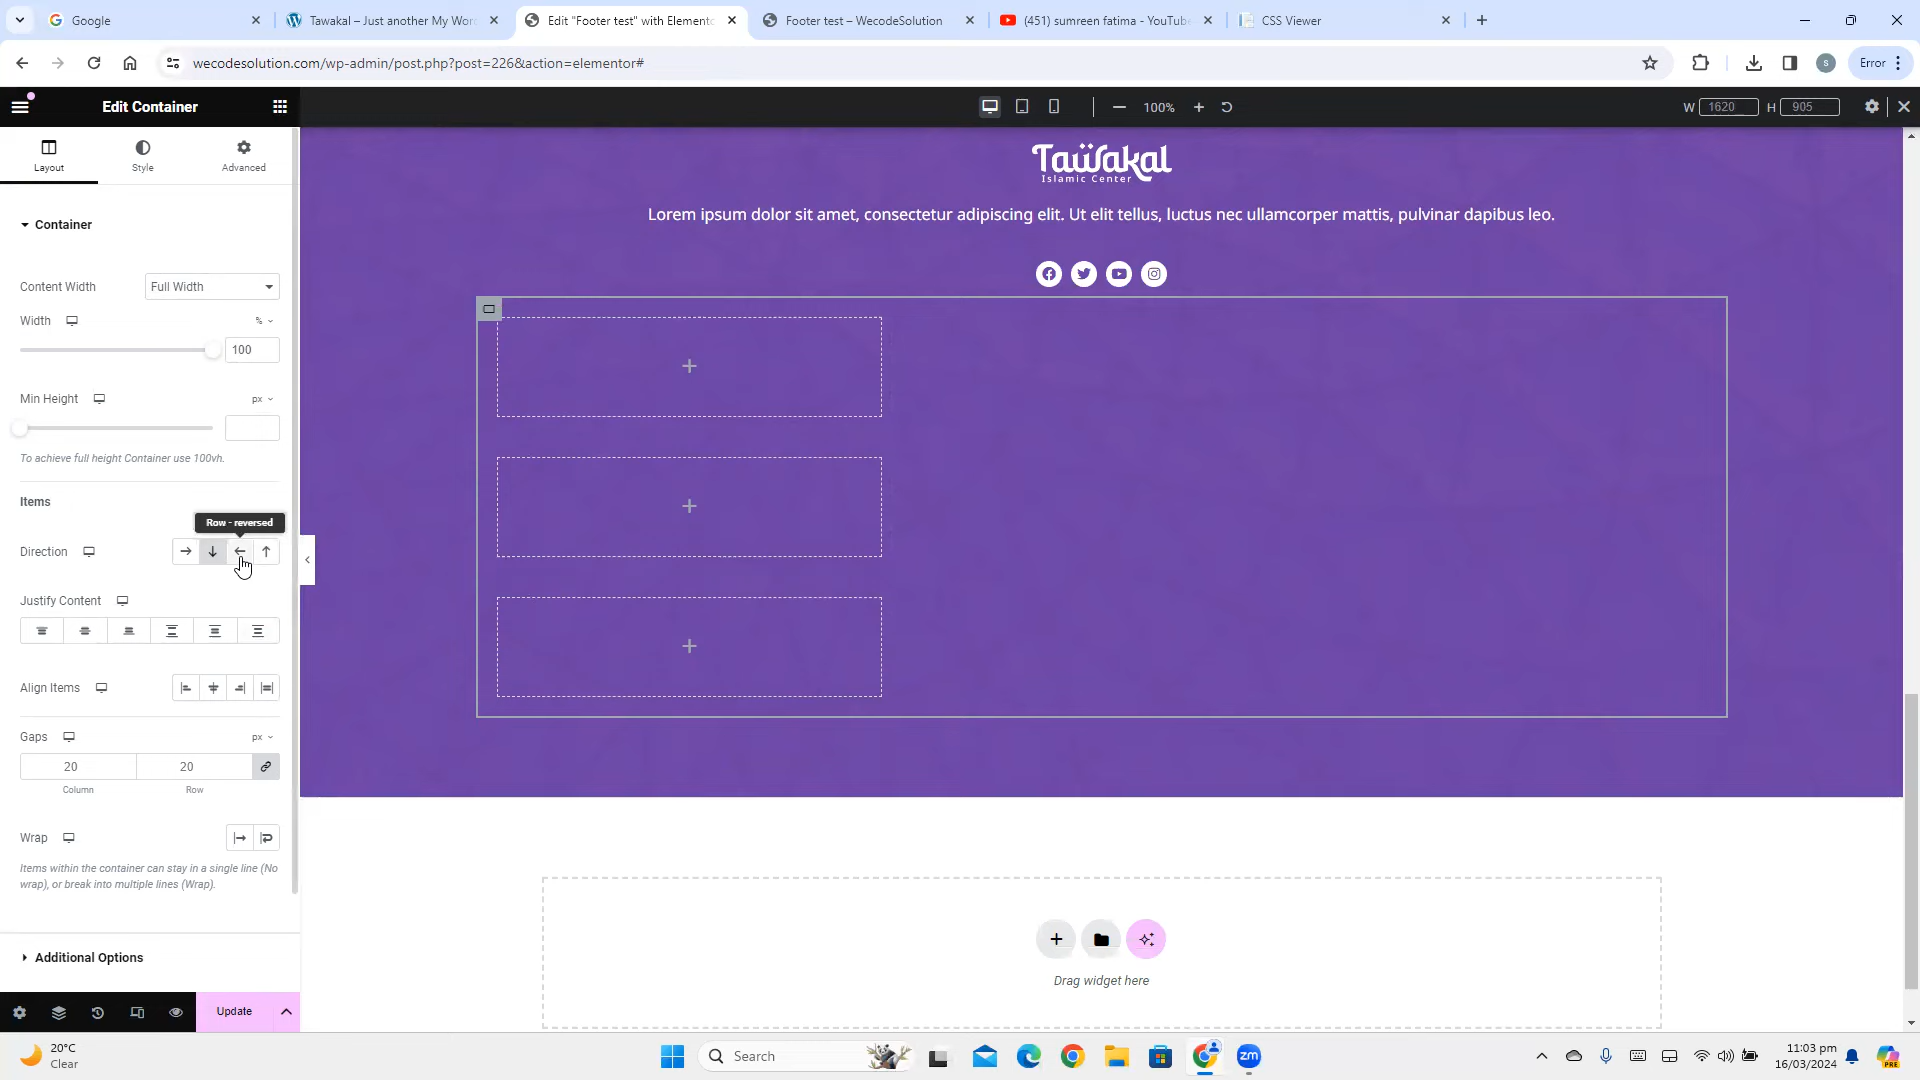 Google
Tawakal – Just another My Wor
Edit "Footer test" with Elemento
Footer test – WecodeSolution
(451) sumreen fatima - YouTube
CSS Viewer
wecodesolution.com/wp-admin/post.php?post=226&action=elementor#
S
Error
Edit Container
100%
W 1620
H 905
Layout
Style
Advanced
Container
Content Width
Full Width
Width
%
100
Min Height
px
To achieve full height Container use 100vh.
Items
Row - reversed
Direction
Justify Content
Align Items
Gaps
px
20
20
Column
Row
Wrap
Items within the container can stay in a single line (No
wrap), or break into multiple lines (Wrap).
Additional Options
Update
Tawakal
Islamic Center
Lorem ipsum dolor sit amet, consectetur adipiscing elit. Ut elit tellus, luctus nec ullamcorper mattis, pulvinar dapibus leo.
Drag widget here
20°C
Clear
Search
zm
11:03 pm
16/03/2024
PRE